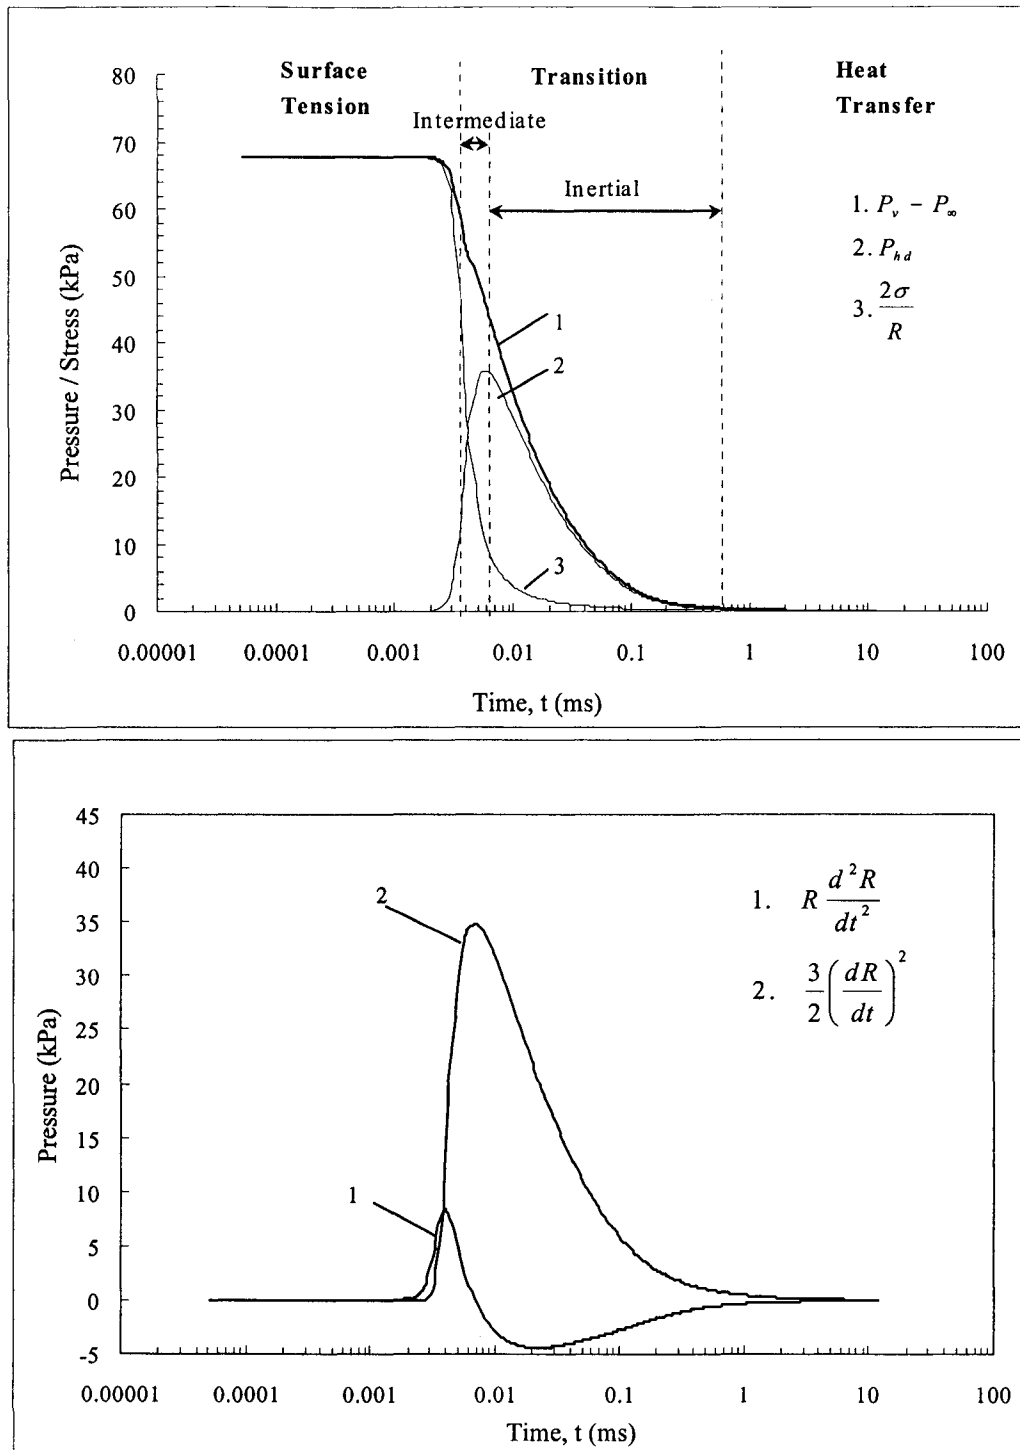 Surface
Tension
Transition
Heat
Transfer
Intermediate
Inertial
1. P_v − P_∞
2. P_hd
3. 2σ/R
Pressure / Stress (kPa)
80
70
60
50
40
30
20
10
0
1
2
3
0.00001 0.0001 0.001 0.01 0.1 1 10 100
Time, t (ms)
Pressure (kPa)
45
40
35
30
25
20
15
10
5
0
-5
2
1
1. R d²R/dt²
2. 3/2 (dR/dt)²
0.00001 0.0001 0.001 0.01 0.1 1 10 100
Time, t (ms)